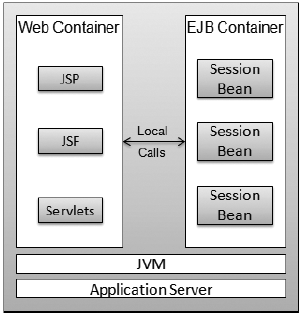 Web Container
JSP
JSF
Servlets
Local
Calls
EJB Container
Session
Bean
Session
Bean
Session
Bean
JVM
Application Server